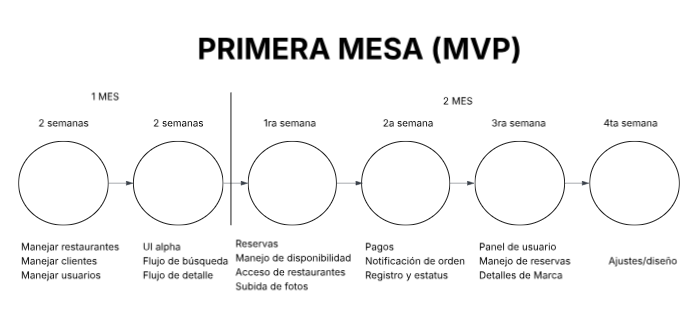 PRIMERA MESA (MVP)
1 MES
2 MES
2 semanas
2 semanas
1ra semana
2a semana
3ra semana
4ta semana
Manejar restaurantes
Manejar clientes
Manejar usuarios
UI alpha
Flujo de búsqueda
Flujo de detalle
Reservas
Manejo de disponibilidad
Acceso de restaurantes
Subida de fotos
Pagos
Notificación de orden
Registro y estatus
Panel de usuario
Manejo de reservas
Detalles de Marca
Ajustes/diseño